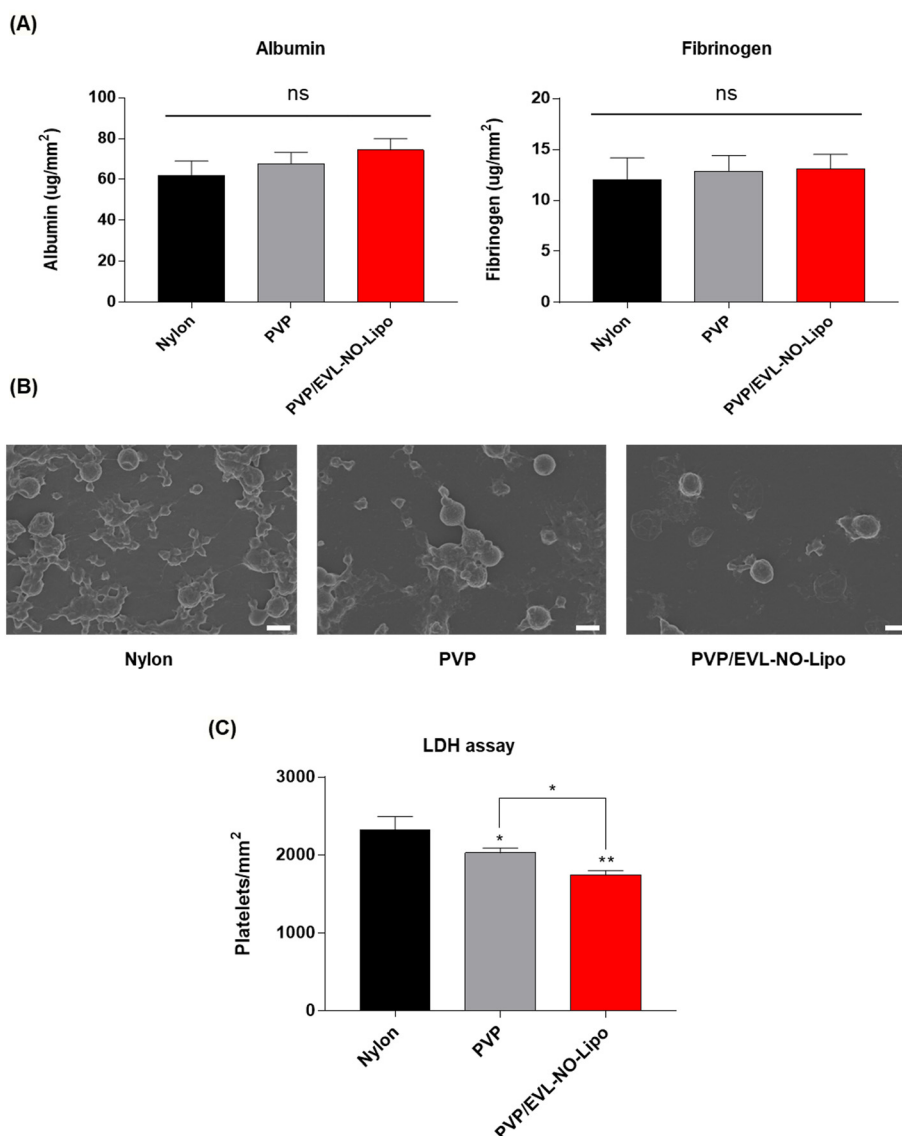 (A)
Albumin
Fibrinogen
ns
ns
100
80
60
40
20
0
Albumin (ug/mm²)
Nylon
PVP
PVP/EVL-NO-Lipo
20
15
10
5
0
Fibrinogen (ug/mm²)
Nylon
PVP
PVP/EVL-NO-Lipo
(B)
Nylon
PVP
PVP/EVL-NO-Lipo
(C)
LDH assay
3000
2000
1000
0
Platelets/mm²
*
*
**
Nylon
PVP
PVP/EVL-NO-Lipo